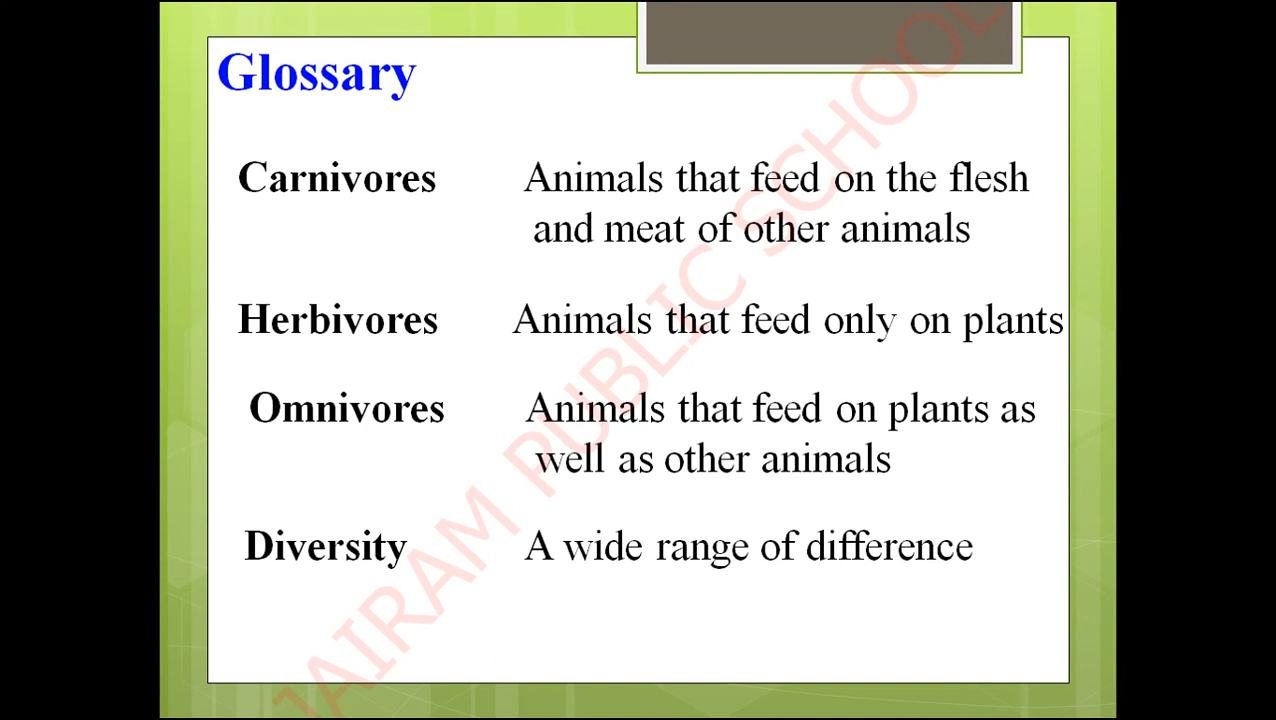 Glossary
Carnivores Animals that feed on the flesh
and meat of other animals
Herbivores Animals that feed only on plants
Omnivores Animals that feed on plants as
well as other animals
Diversity A wide range of difference
JAIRAM PUBLIC SCHOOL